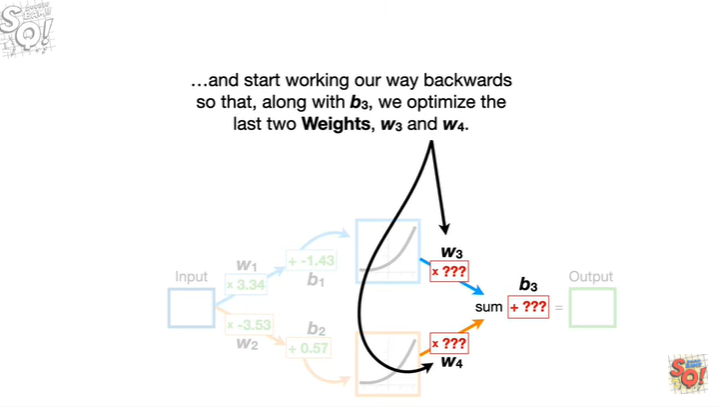 ...and start working our way backwards
so that, along with b₃, we optimize the
last two Weights, w₃ and w₄.
Input
w₁
x 3.34
+ -1.43
b₁
x -3.53
w₂
b₂
+ 0.57
w₃
x ???
x ???
w₄
b₃
sum + ??? =
Output
SQ!